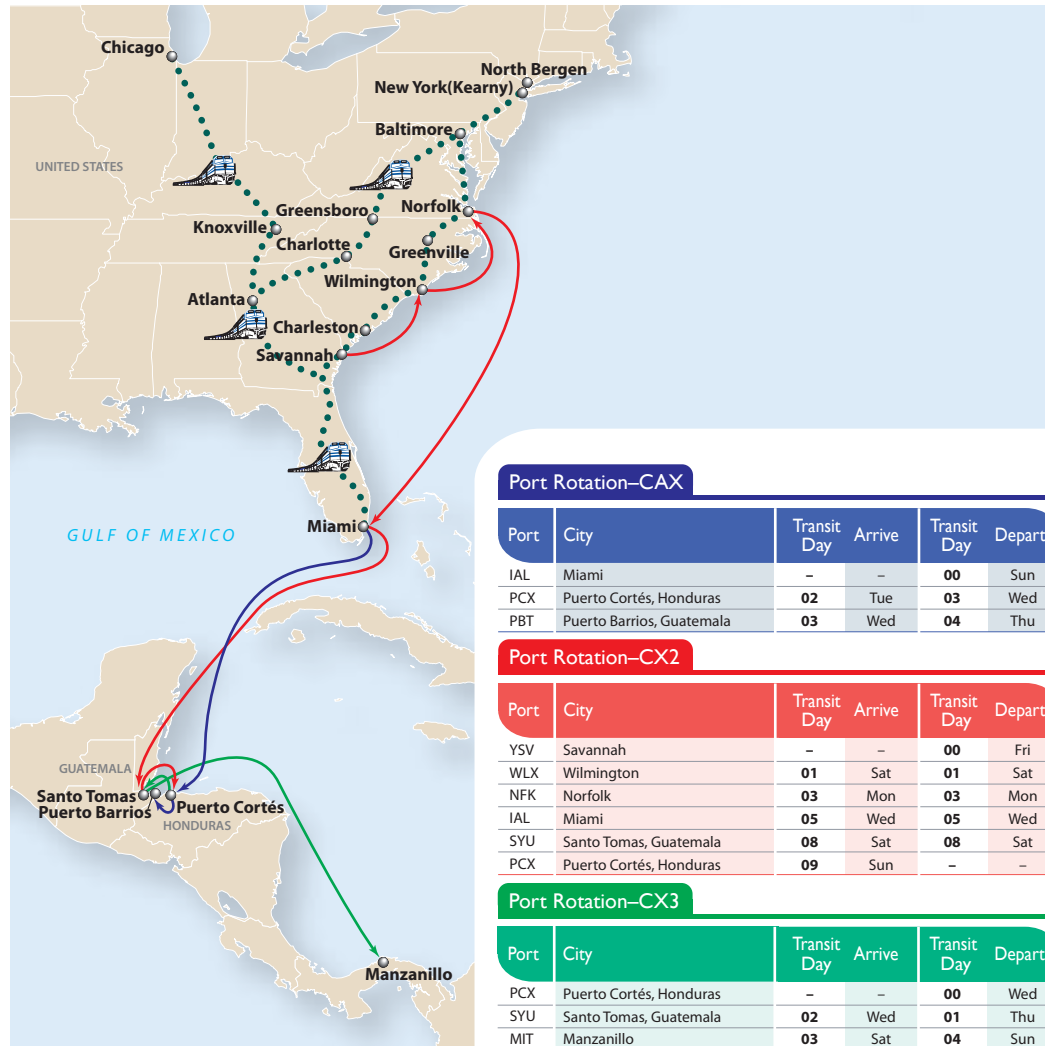 Chicago
North Bergen
New York(Kearny)
Baltimore
UNITED STATES
Norfolk
Greensboro
Knoxville
Charlotte
Greenville
Wilmington
Atlanta
Charleston
Savannah
Miami
GULF OF MEXICO
GUATEMALA
Santo Tomas
Puerto Barrios
Puerto Cortés
HONDURAS
Manzanillo
Port Rotation–CAX
Port City Transit Day Arrive Transit Day Depart
IAL Miami – – 00 Sun
PCX Puerto Cortés, Honduras 02 Tue 03 Wed
PBT Puerto Barrios, Guatemala 03 Wed 04 Thu
Port Rotation–CX2
Port City Transit Day Arrive Transit Day Depart
YSV Savannah – – 00 Fri
WLX Wilmington 01 Sat 01 Sat
NFK Norfolk 03 Mon 03 Mon
IAL Miami 05 Wed 05 Wed
SYU Santo Tomas, Guatemala 08 Sat 08 Sat
PCX Puerto Cortés, Honduras 09 Sun – –
Port Rotation–CX3
Port City Transit Day Arrive Transit Day Depart
PCX Puerto Cortés, Honduras – – 00 Wed
SYU Santo Tomas, Guatemala 02 Wed 01 Thu
MIT Manzanillo 03 Sat 04 Sun